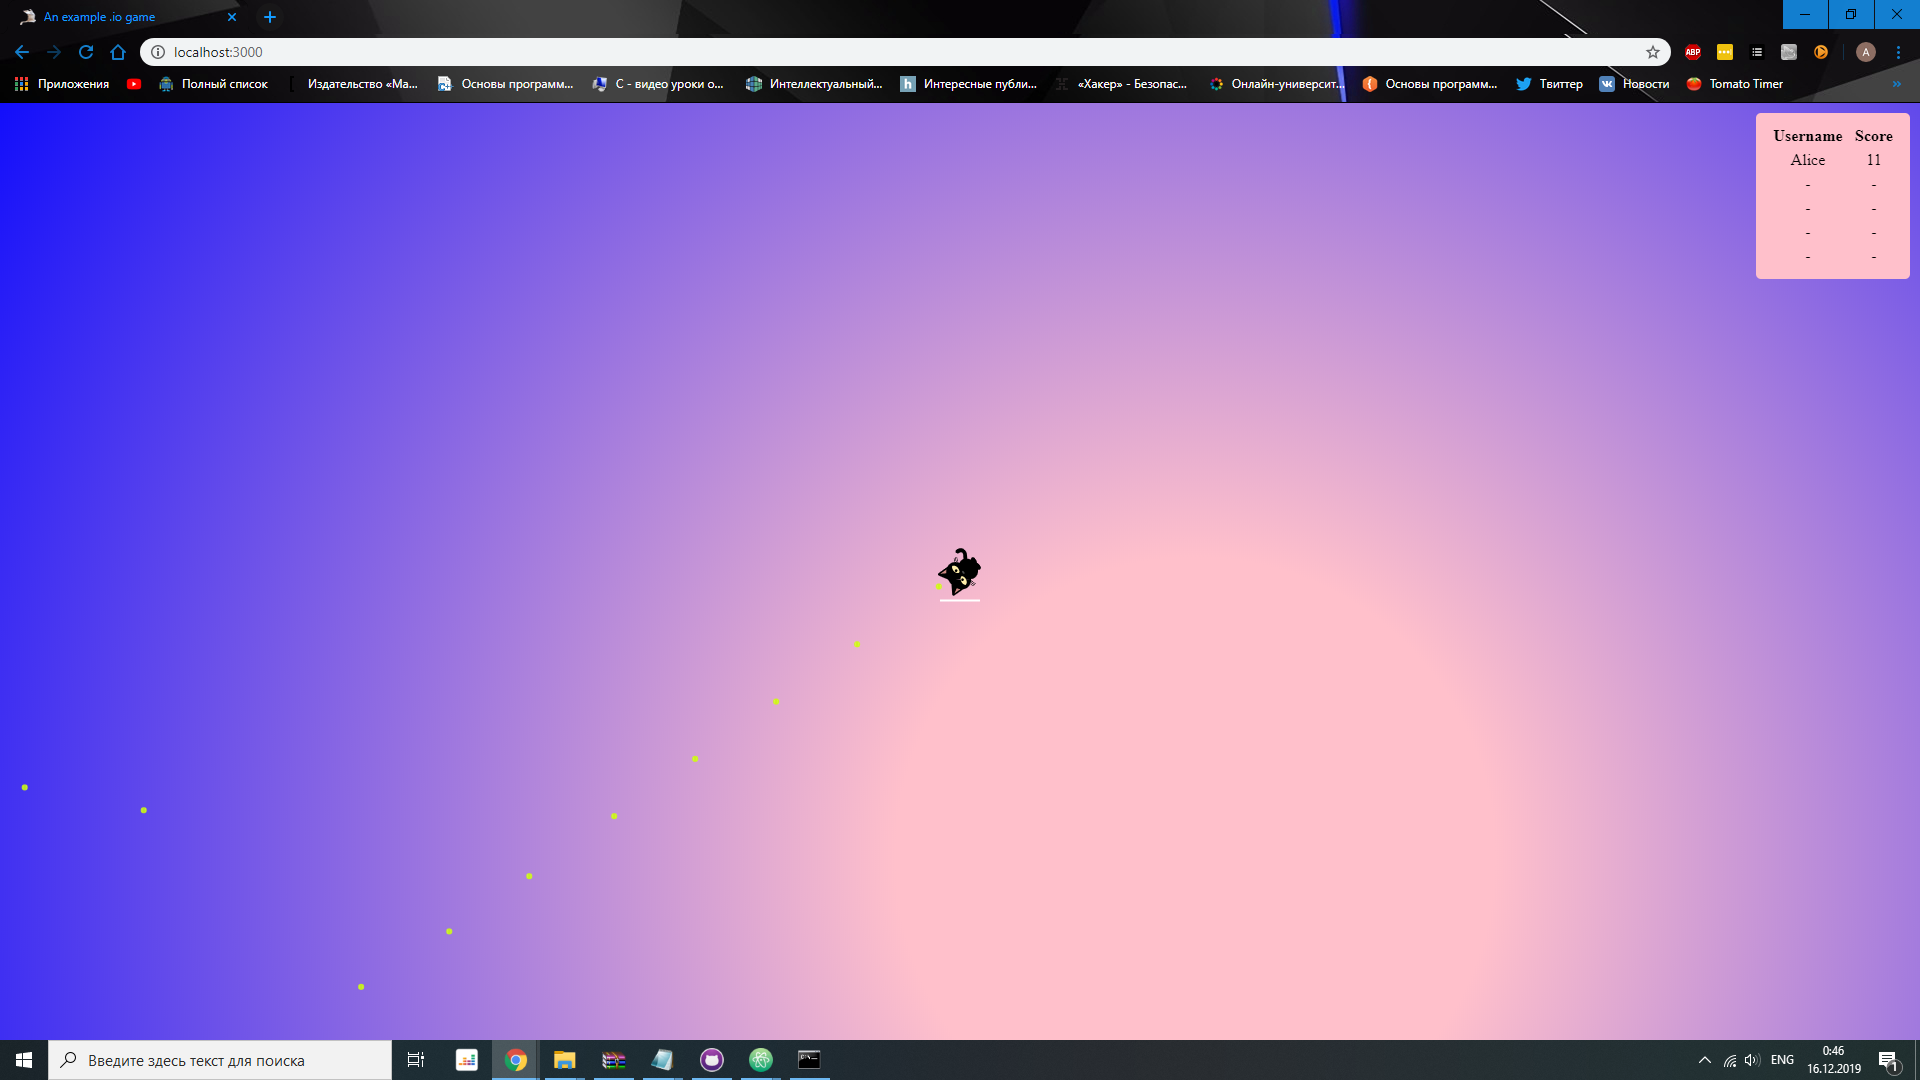 An example .io game
localhost:3000
ABP
A
Приложения
Полный список
Издательство «Ма...
Основы программ...
С - видео уроки о...
Интеллектуальный...
h
Интересные публи...
«Хакер» - Безопас...
Онлайн-университ...
Основы программ...
Твиттер
Новости
Tomato Timer
»
Username Score
Alice 11
- -
- -
- -
- -
Введите здесь текст для поиска
ENG
0:46
16.12.2019
1